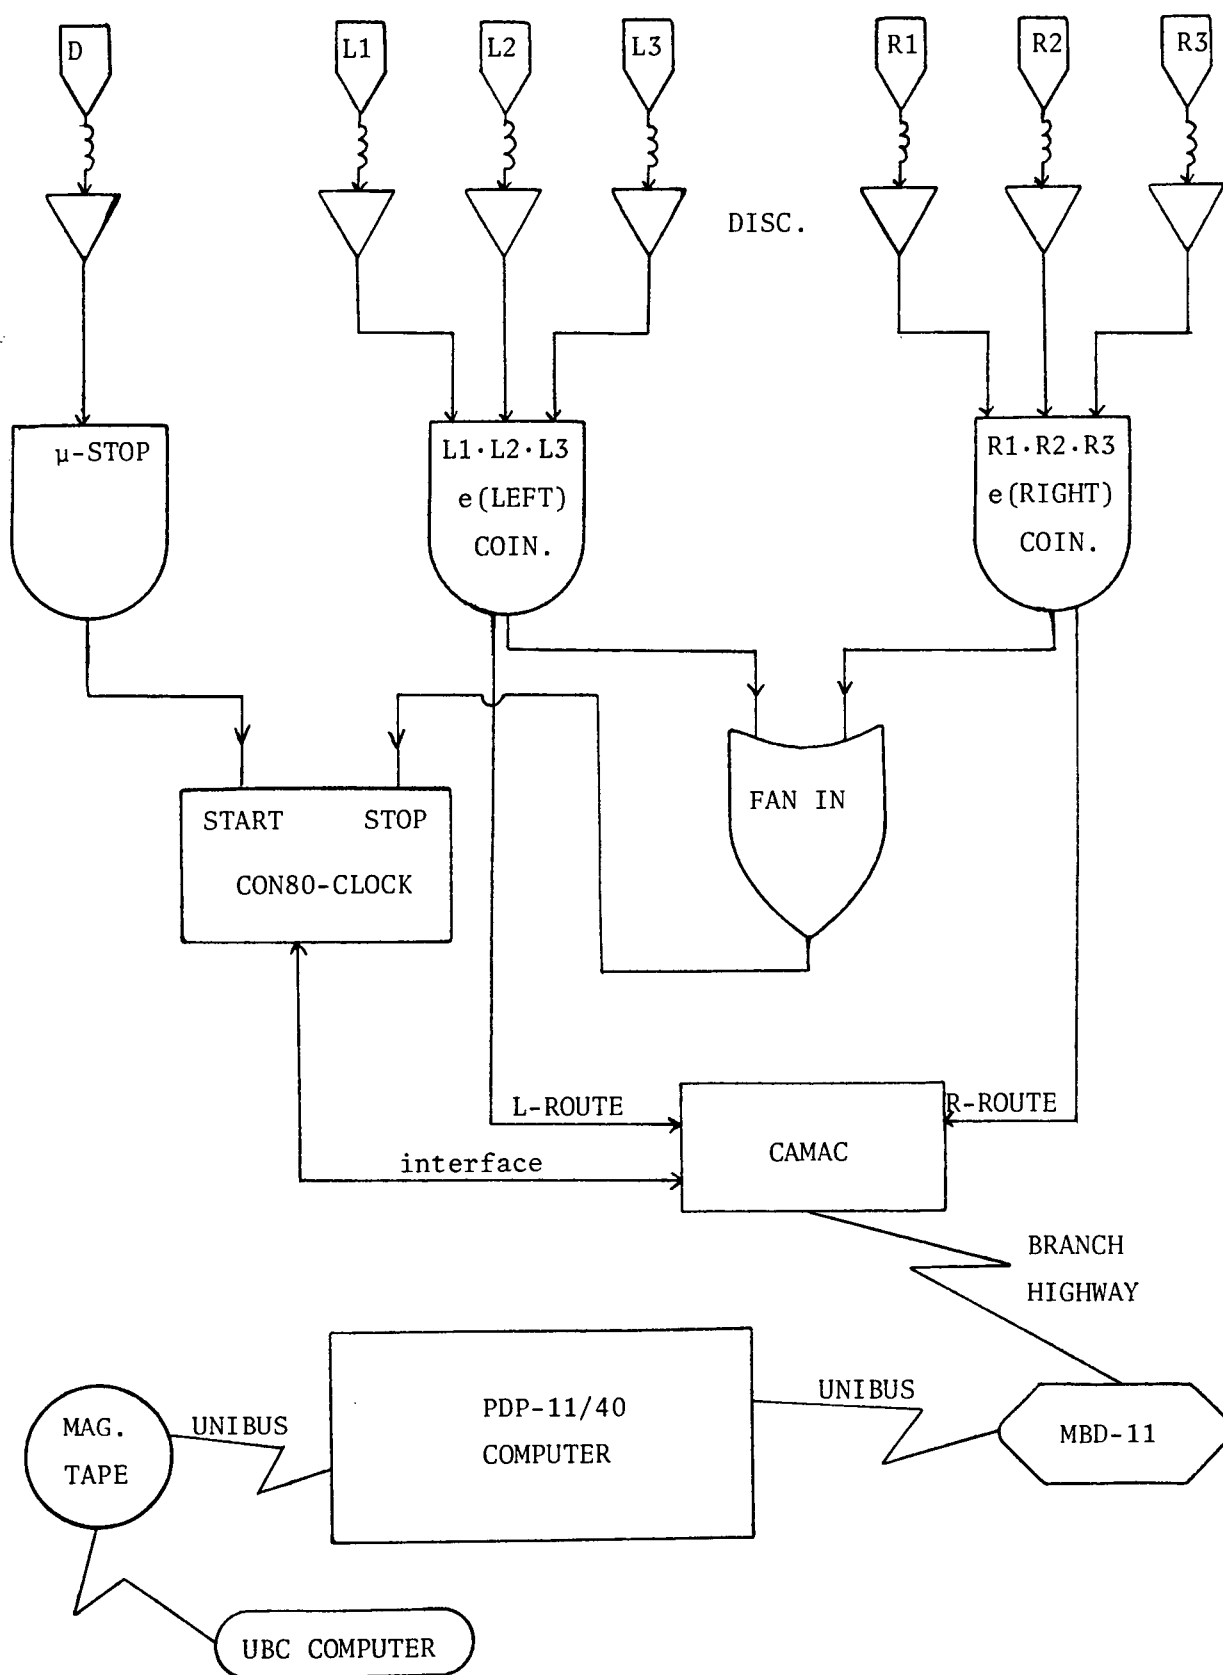 D
L1
L2
L3
R1
R2
R3
DISC.
μ-STOP
L1·L2·L3
e(LEFT)
COIN.
R1·R2·R3
e(RIGHT)
COIN.
START STOP
CON80-CLOCK
FAN IN
L-ROUTE
R-ROUTE
CAMAC
interface
BRANCH
HIGHWAY
PDP-11/40
COMPUTER
UNIBUS
MBD-11
UNIBUS
MAG.
TAPE
UBC COMPUTER